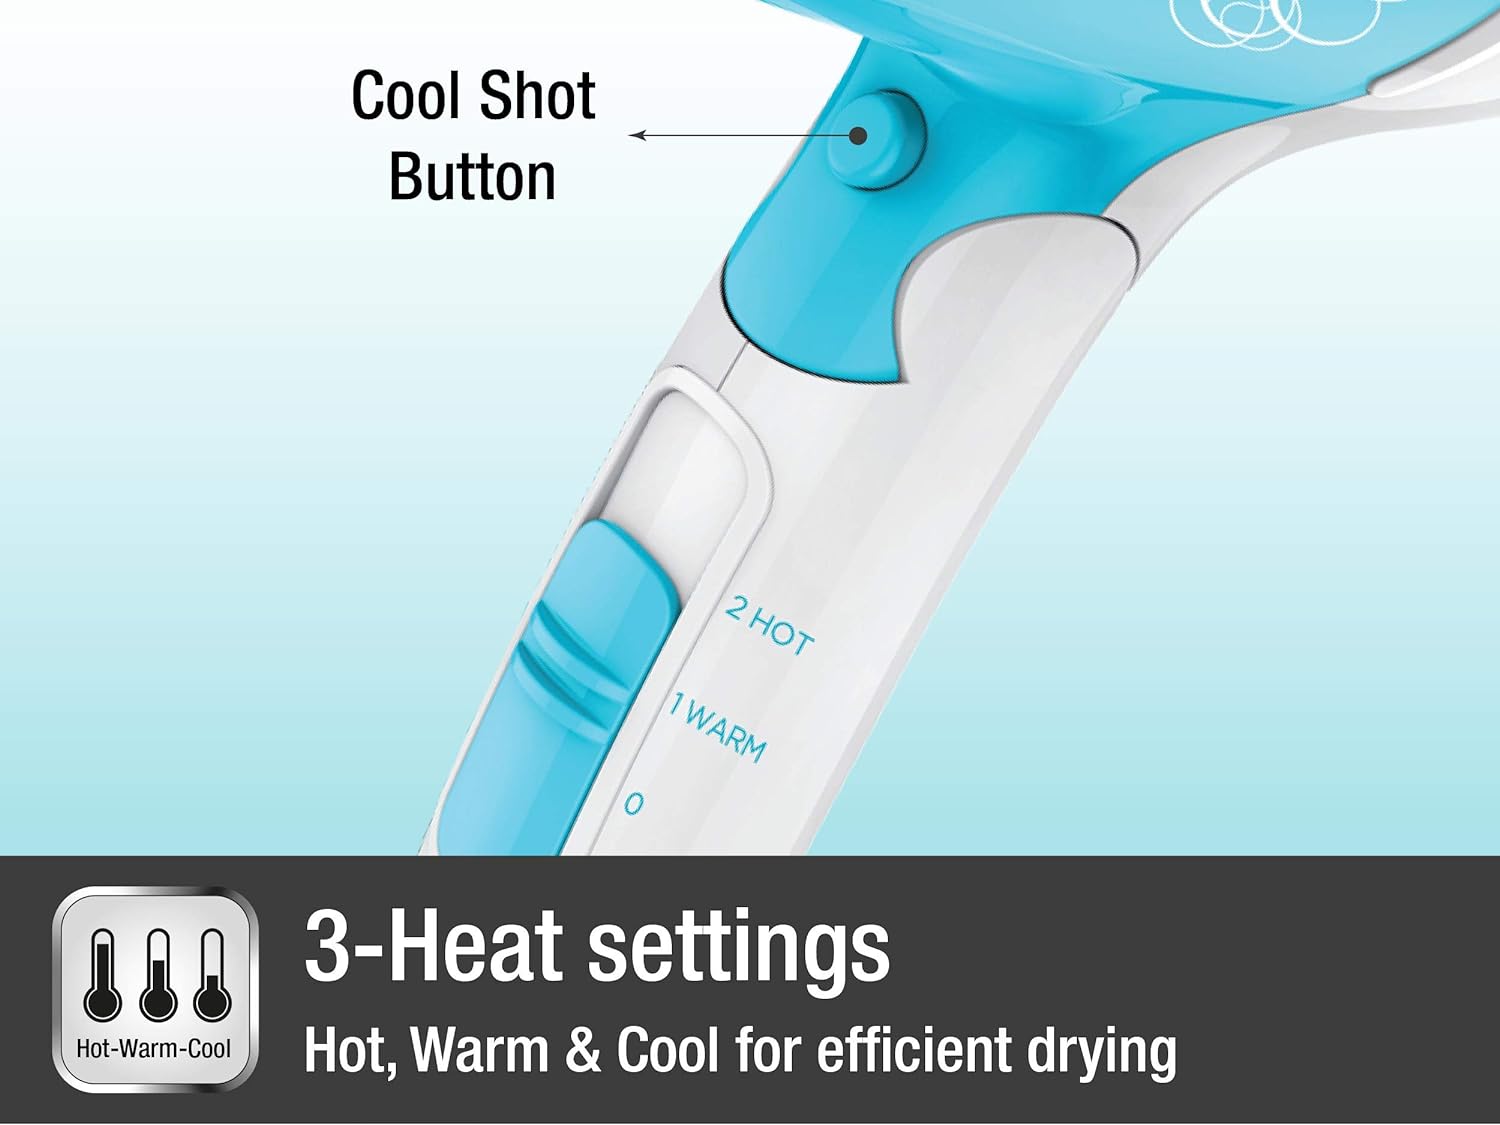 Cool Shot
Button
2 HOT
1 WARM
0
3-Heat settings
Hot, Warm & Cool for efficient drying
Hot-Warm-Cool